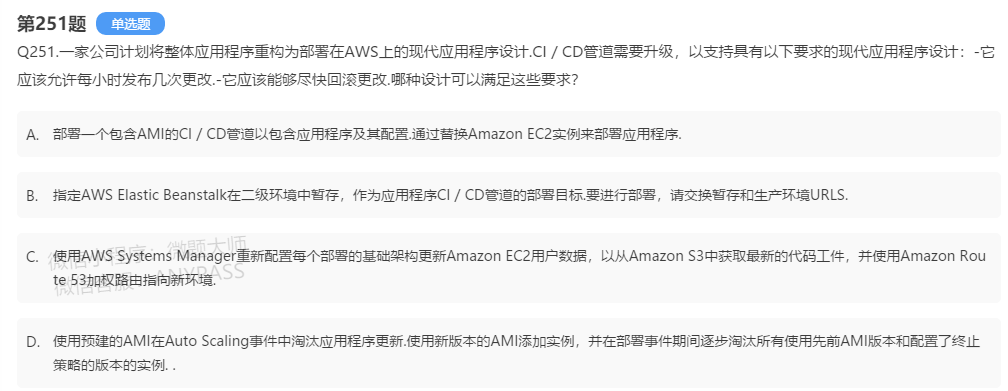 第251题 单选题
Q251.一家公司计划将整体应用程序重构为部署在AWS上的现代应用程序设计.CI / CD管道需要升级，以支持具有以下要求的现代应用程序设计：-它
应该允许每小时发布几次更改.-它应该能够尽快回滚更改.哪种设计可以满足这些要求?
A. 部署一个包含AMI的CI / CD管道以包含应用程序及其配置.通过替换Amazon EC2实例来部署应用程序.
B. 指定AWS Elastic Beanstalk在二级环境中暂存，作为应用程序CI / CD管道的部署目标.要进行部署，请交换暂存和生产环境URLS.
C. 使用AWS Systems Manager重新配置每个部署的基础架构更新Amazon EC2用户数据，以从Amazon S3中获取最新的代码工件，并使用Amazon Rou
te 53加权路由指向新环境.
微信小程序：微题大师
微信客服：ANYPASS
D. 使用预建的AMI在Auto Scaling事件中淘汰应用程序更新.使用新版本的AMI添加实例，并在部署事件期间逐步淘汰所有使用先前AMI版本和配置了终止
策略的版本的实例. .